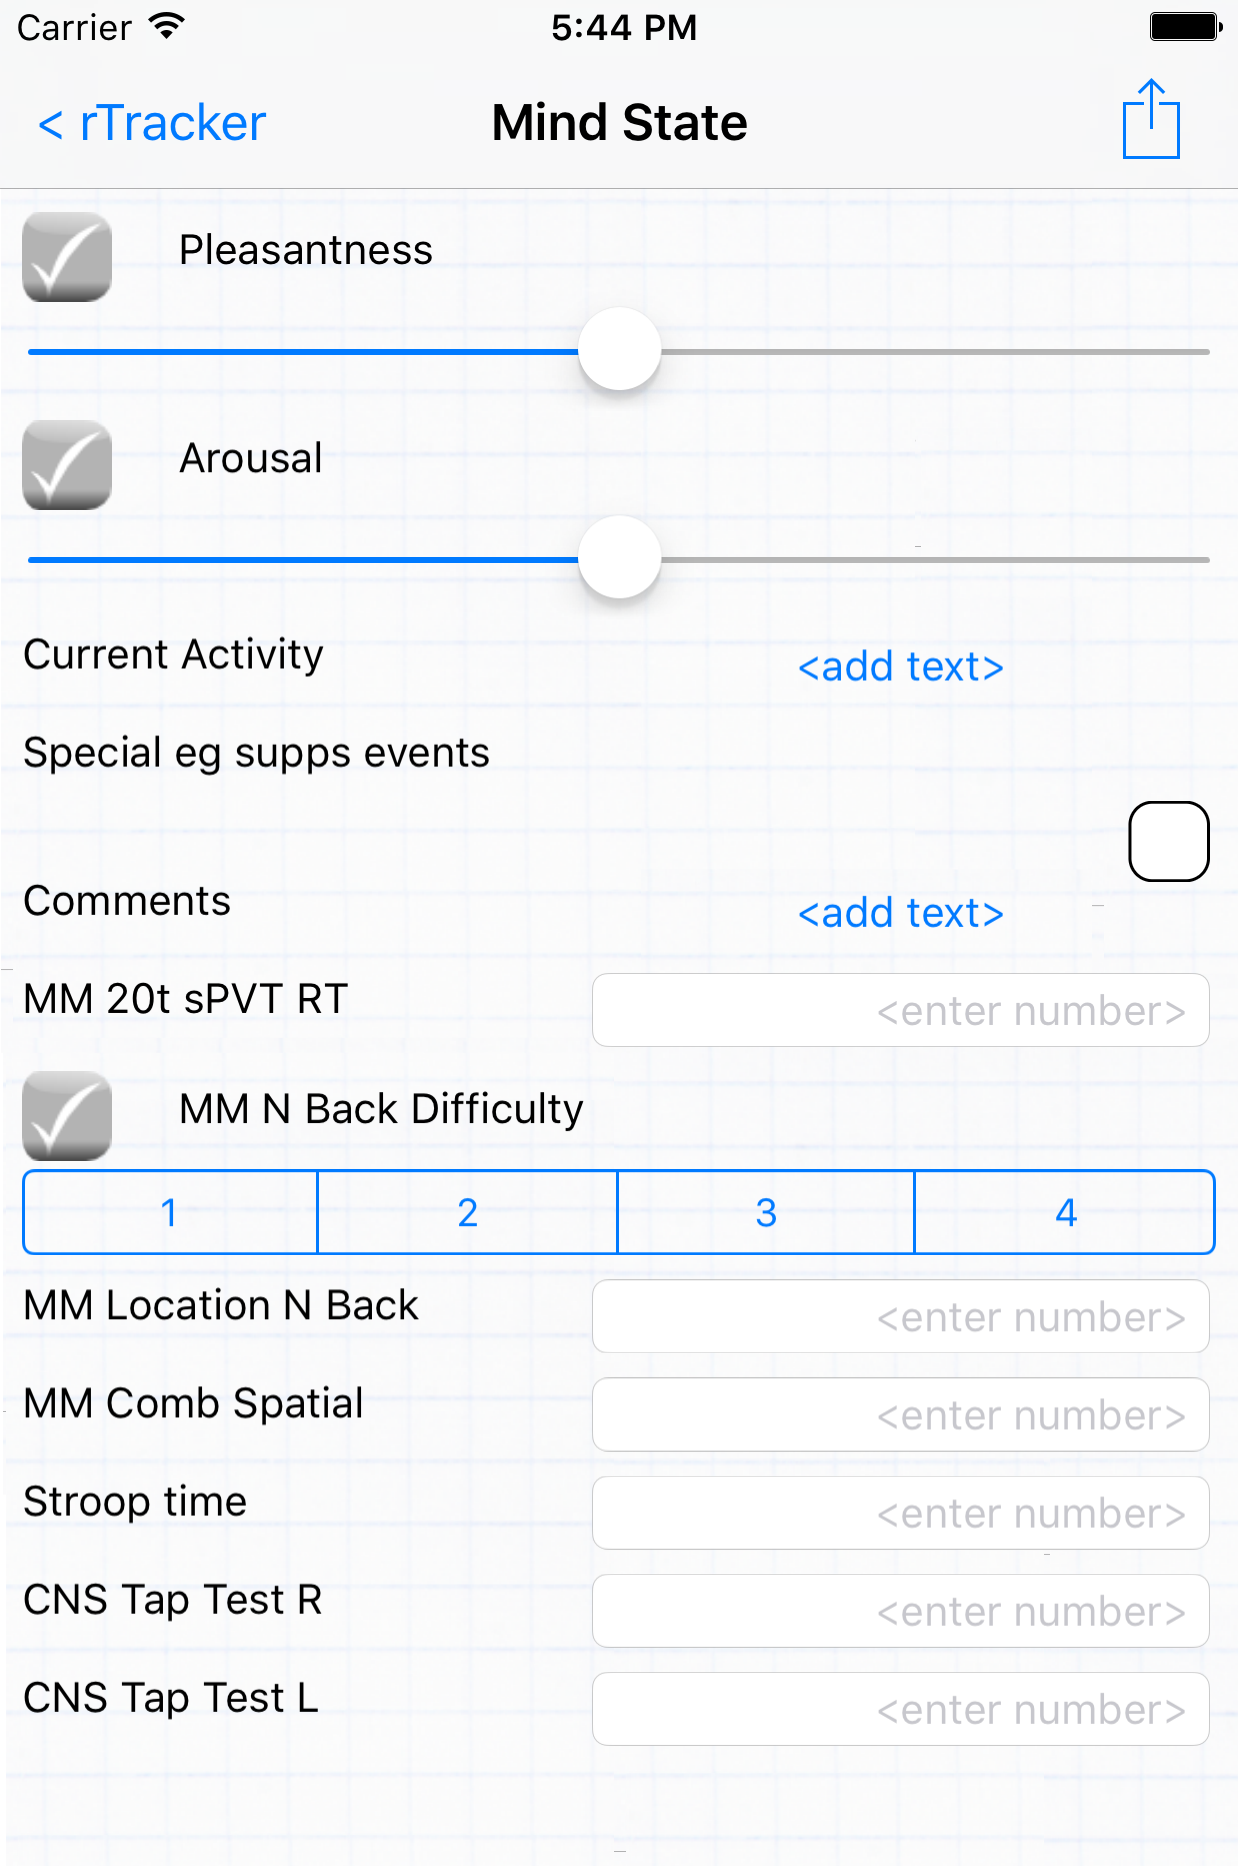 Carrier 5:44 PM
< rTracker Mind State
Pleasantness
Arousal
Current Activity <add text>
Special eg supps events
Comments <add text>
MM 20t sPVT RT <enter number>
MM N Back Difficulty
1 2 3 4
MM Location N Back <enter number>
MM Comb Spatial <enter number>
Stroop time <enter number>
CNS Tap Test R <enter number>
CNS Tap Test L <enter number>